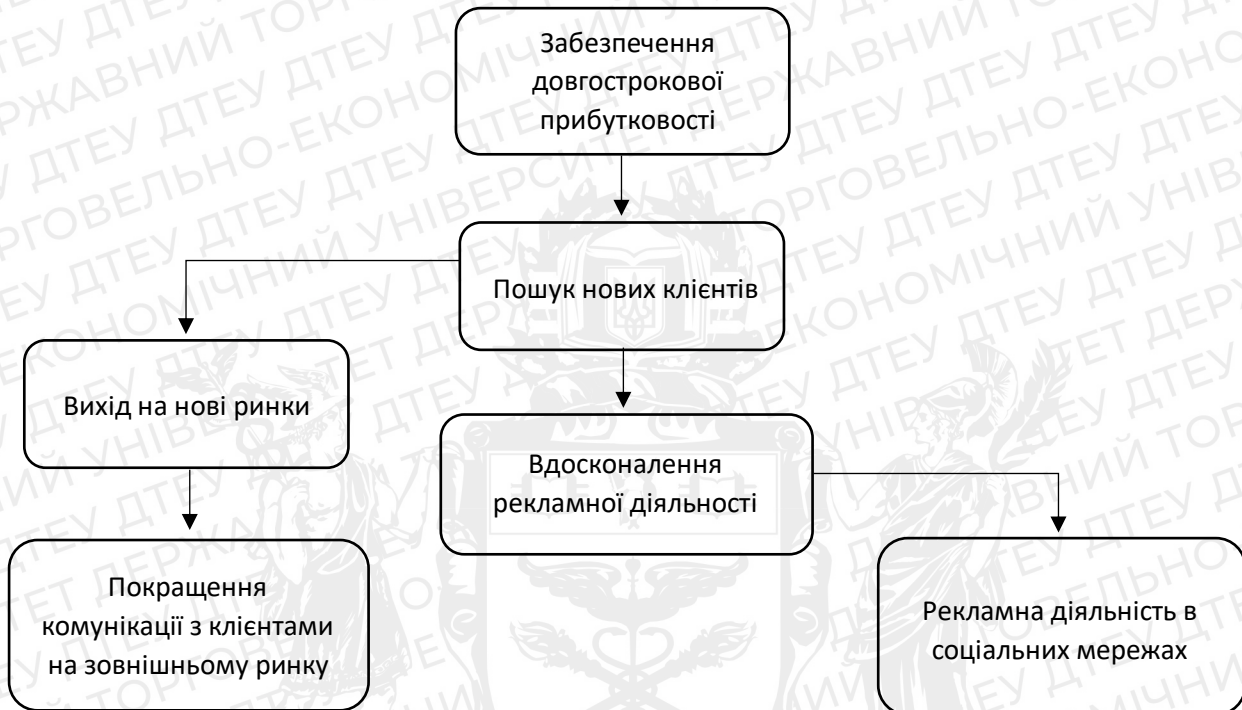 Забезпечення
довгострокової
прибутковості
Пошук нових клієнтів
Вихід на нові ринки
Вдосконалення
рекламної діяльності
Покращення
комунікації з клієнтами
на зовнішньому ринку
Рекламна діяльність в
соціальних мережах